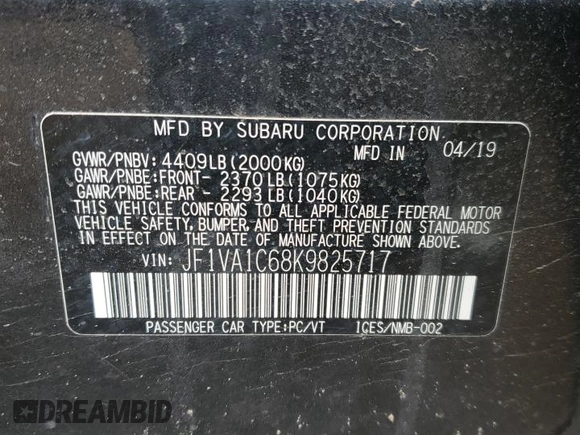 MFD BY SUBARU CORPORATION
MFD IN 04/19
GVWR/PNBV: 4409LB(2000KG)
GAWR/PNBE:FRONT- 2370LB(1075KG)
GAWR/PNBE:REAR - 2293LB(1040KG)
THIS VEHICLE CONFORMS TO ALL APPLICABLE FEDERAL MOTOR
VEHICLE SAFETY, BUMPER, AND THEFT PREVENTION STANDARDS
IN EFFECT ON THE DATE OF MANUFACTURE SHOWN ABOVE.
VIN: JF1VA1C68K9825717
PASSENGER CAR TYPE:PC/VT ICES/NMB-002
DREAMBID